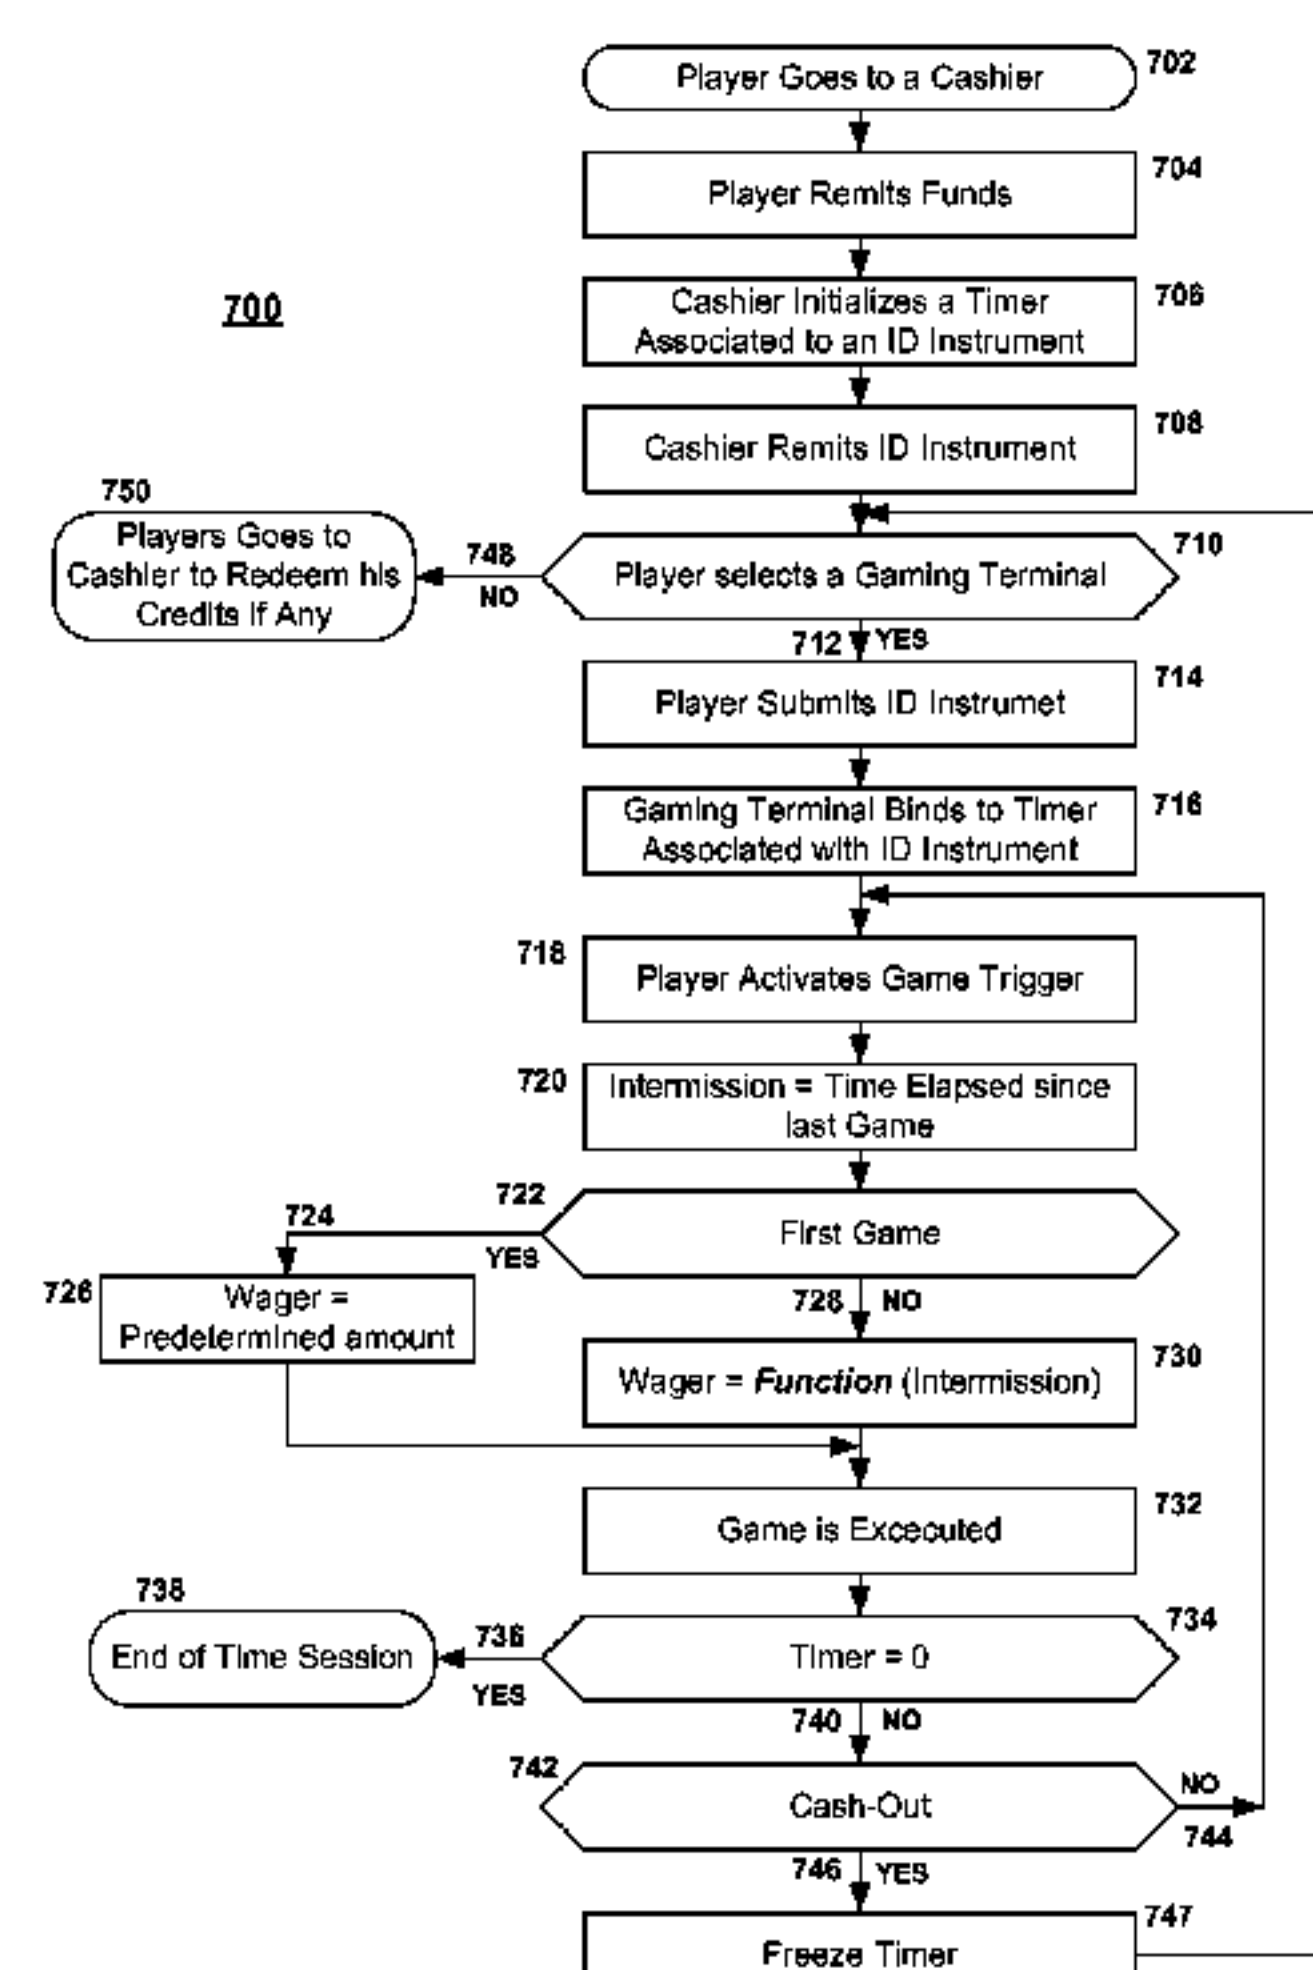 Player Goes to a Cashier
702
Player Remits Funds
704
700
Cashier Initializes a Timer
Associated to an ID Instrument
706
Cashier Remits ID Instrument
708
750
Players Goes to
Cashier to Redeem his
Credits if Any
748
NO
Player selects a Gaming Terminal
710
712
YES
Player Submits ID Instrumet
714
Gaming Terminal Binds to Timer
Associated with ID Instrument
716
718
Player Activates Game Trigger
720
Intermission = Time Elapsed since
last Game
722
First Game
724
YES
726
Wager =
Predetermined amount
728
NO
Wager = Function (Intermission)
730
Game is Excecuted
732
738
End of Time Session
736
YES
Timer = 0
734
740
NO
742
Cash-Out
NO
744
746
YES
747
Freeze Timer